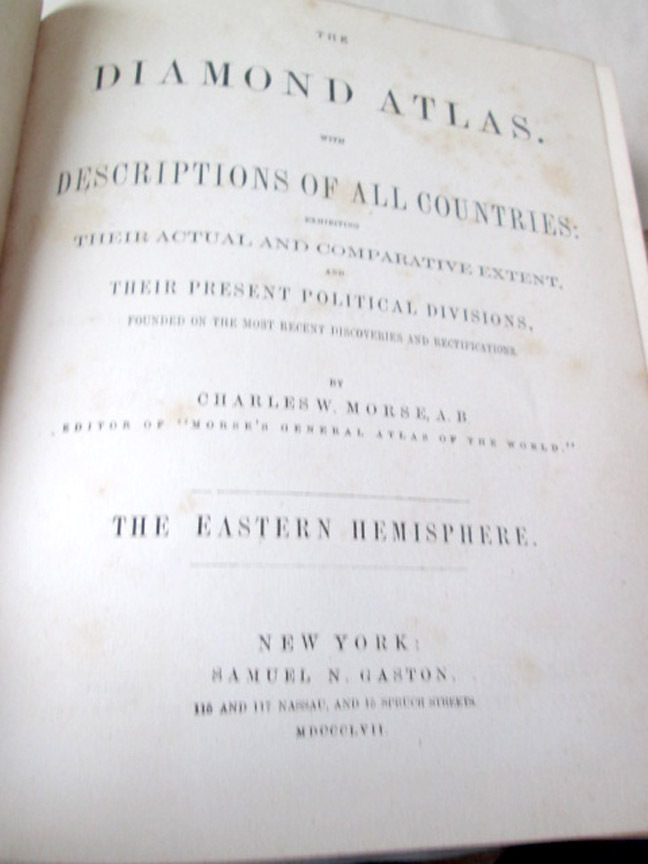 THE
DIAMOND ATLAS.
WITH
DESCRIPTIONS OF ALL COUNTRIES:
EXHIBITING
THEIR ACTUAL AND COMPARATIVE EXTENT,
AND
THEIR PRESENT POLITICAL DIVISIONS,
FOUNDED ON THE MOST RECENT DISCOVERIES AND RECTIFICATIONS.
BY
CHARLES W. MORSE, A. B.
EDITOR OF "MORSE'S GENERAL ATLAS OF THE WORLD."
THE EASTERN HEMISPHERE.
NEW YORK:
SAMUEL N. GASTON,
115 AND 117 NASSAU, AND 15 SPRUCH STREETS.
MDCCCLVII